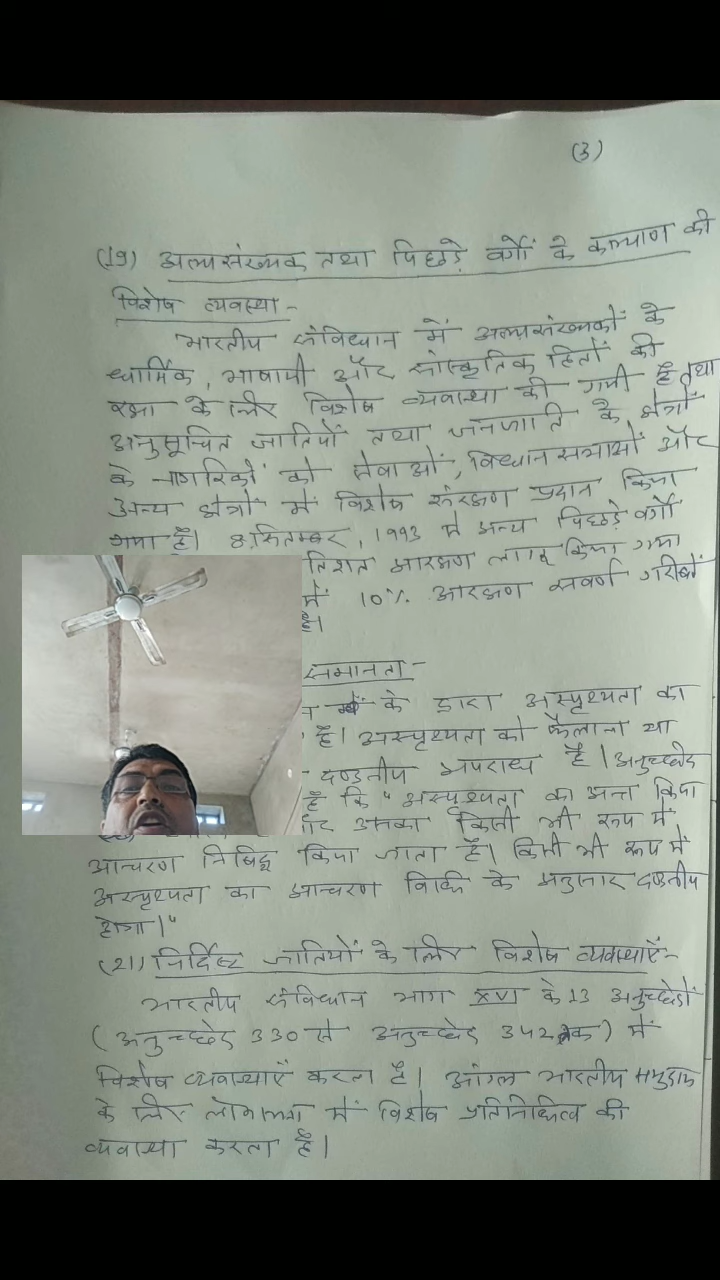 (3)
(19) अल्पसंख्यक तथा पिछड़े वर्गों के कल्याण की
विशेष व्यवस्था -
भारतीय संविधान में अल्पसंख्यकों के
धार्मिक, भाषायी और सांस्कृतिक हितों की
रक्षा के लिए विशेष व्यवस्था की गयी है तथा
अनुसूचित जातियों तथा जनजाति के क्षेत्रों
के नागरिकों को सेवाओं, विधानसभाओं और
अन्य क्षेत्रों में विशेष संरक्षण प्रदान किया
गया है। 8 सितम्बर, 1993 से अन्य पिछड़े वर्गों
तिशत आरक्षण लागू किया गया
में 10% आरक्षण सवर्ण गरीबों
है।
समानता -
के द्वारा अस्पृश्यता का
है। अस्पृश्यता को फैलाना या
दण्डनीय अपराध है। अनुच्छेद
है कि "अस्पृश्यता का अन्त किया
उसका किसी भी रूप में
आचरण निषिद्ध किया जाता है। किसी भी रूप में
अस्पृश्यता का आचरण विधि के अनुसार दण्डनीय
होगा।"
(21) निर्दिष्ट जातियों के लिए विशेष व्यवस्थाएँ -
भारतीय संविधान भाग XVI के 13 अनुच्छेदों
(अनुच्छेद 330 से अनुच्छेद 342 तक) में
विशेष व्यवस्थाएँ करता है। आंग्ल भारतीय समुदाय
के लिए लोकसभा में विशेष प्रतिनिधित्व की
व्यवस्था करता है।